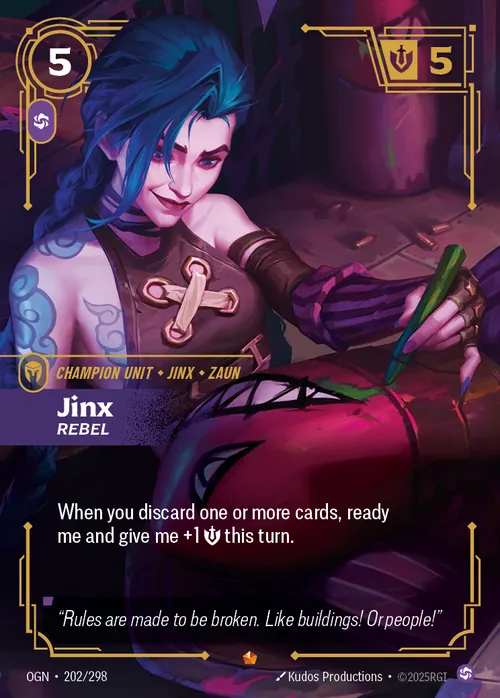 5
5
CHAMPION UNIT • JINX • ZAUN
Jinx
REBEL
When you discard one or more cards, ready
me and give me +1 this turn.
“Rules are made to be broken. Like buildings! Or people!”
OGN • 202/298
Kudos Productions • ©2025RGI